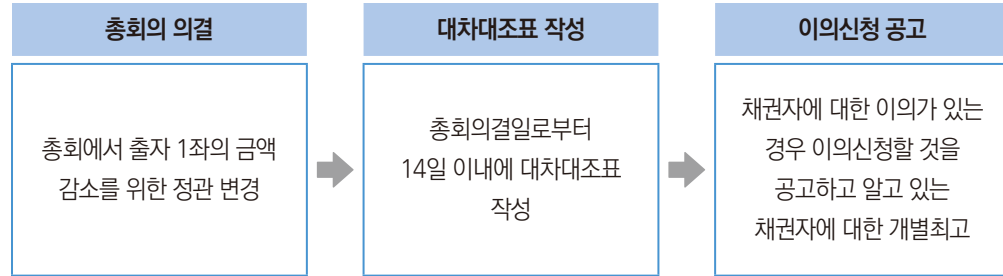 총회의 의결
총회에서 출자 1좌의 금액
감소를 위한 정관 변경
대차대조표 작성
총회의결일로부터
14일 이내에 대차대조표
작성
이의신청 공고
채권자에 대한 이의가 있는
경우 이의신청할 것을
공고하고 알고 있는
채권자에 대한 개별최고